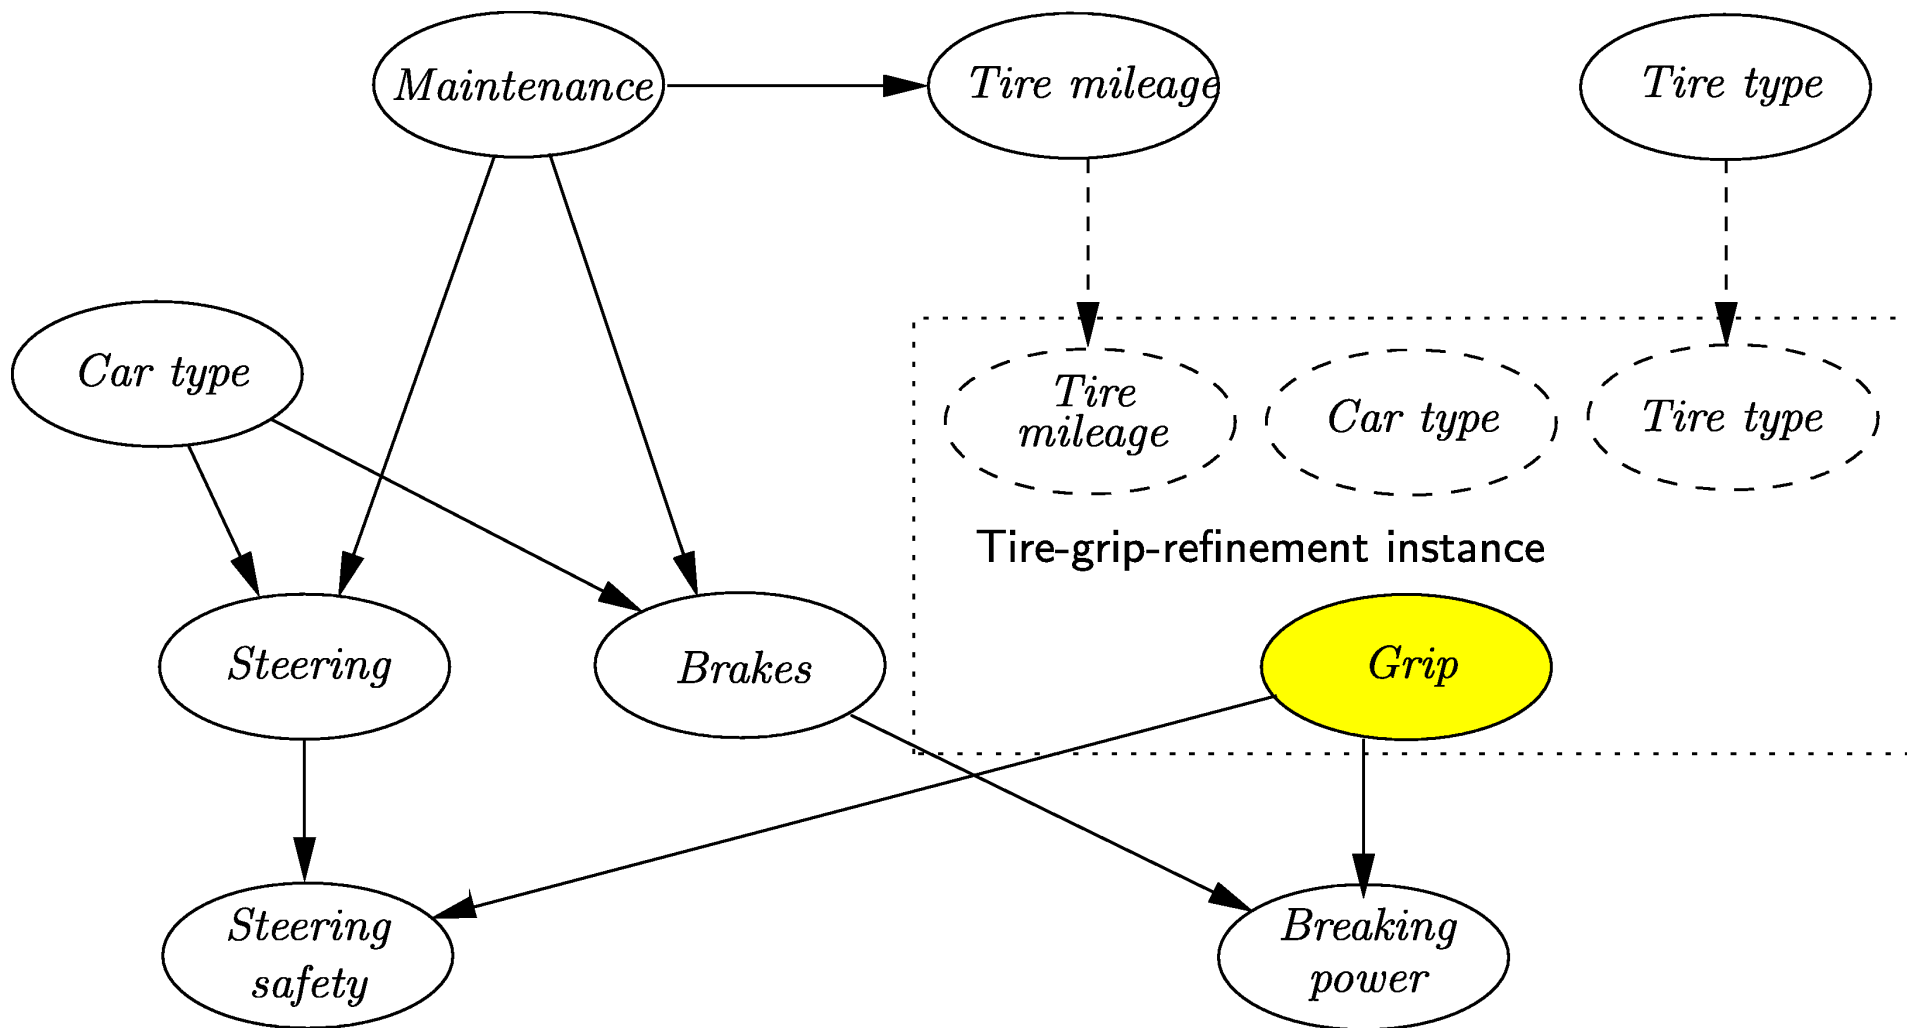 Maintenance
Tire mileage
Tire type
Car type
Tire
mileage
Car type
Tire type
Tire-grip-refinement instance
Steering
Brakes
Grip
Steering
safety
Breaking
power